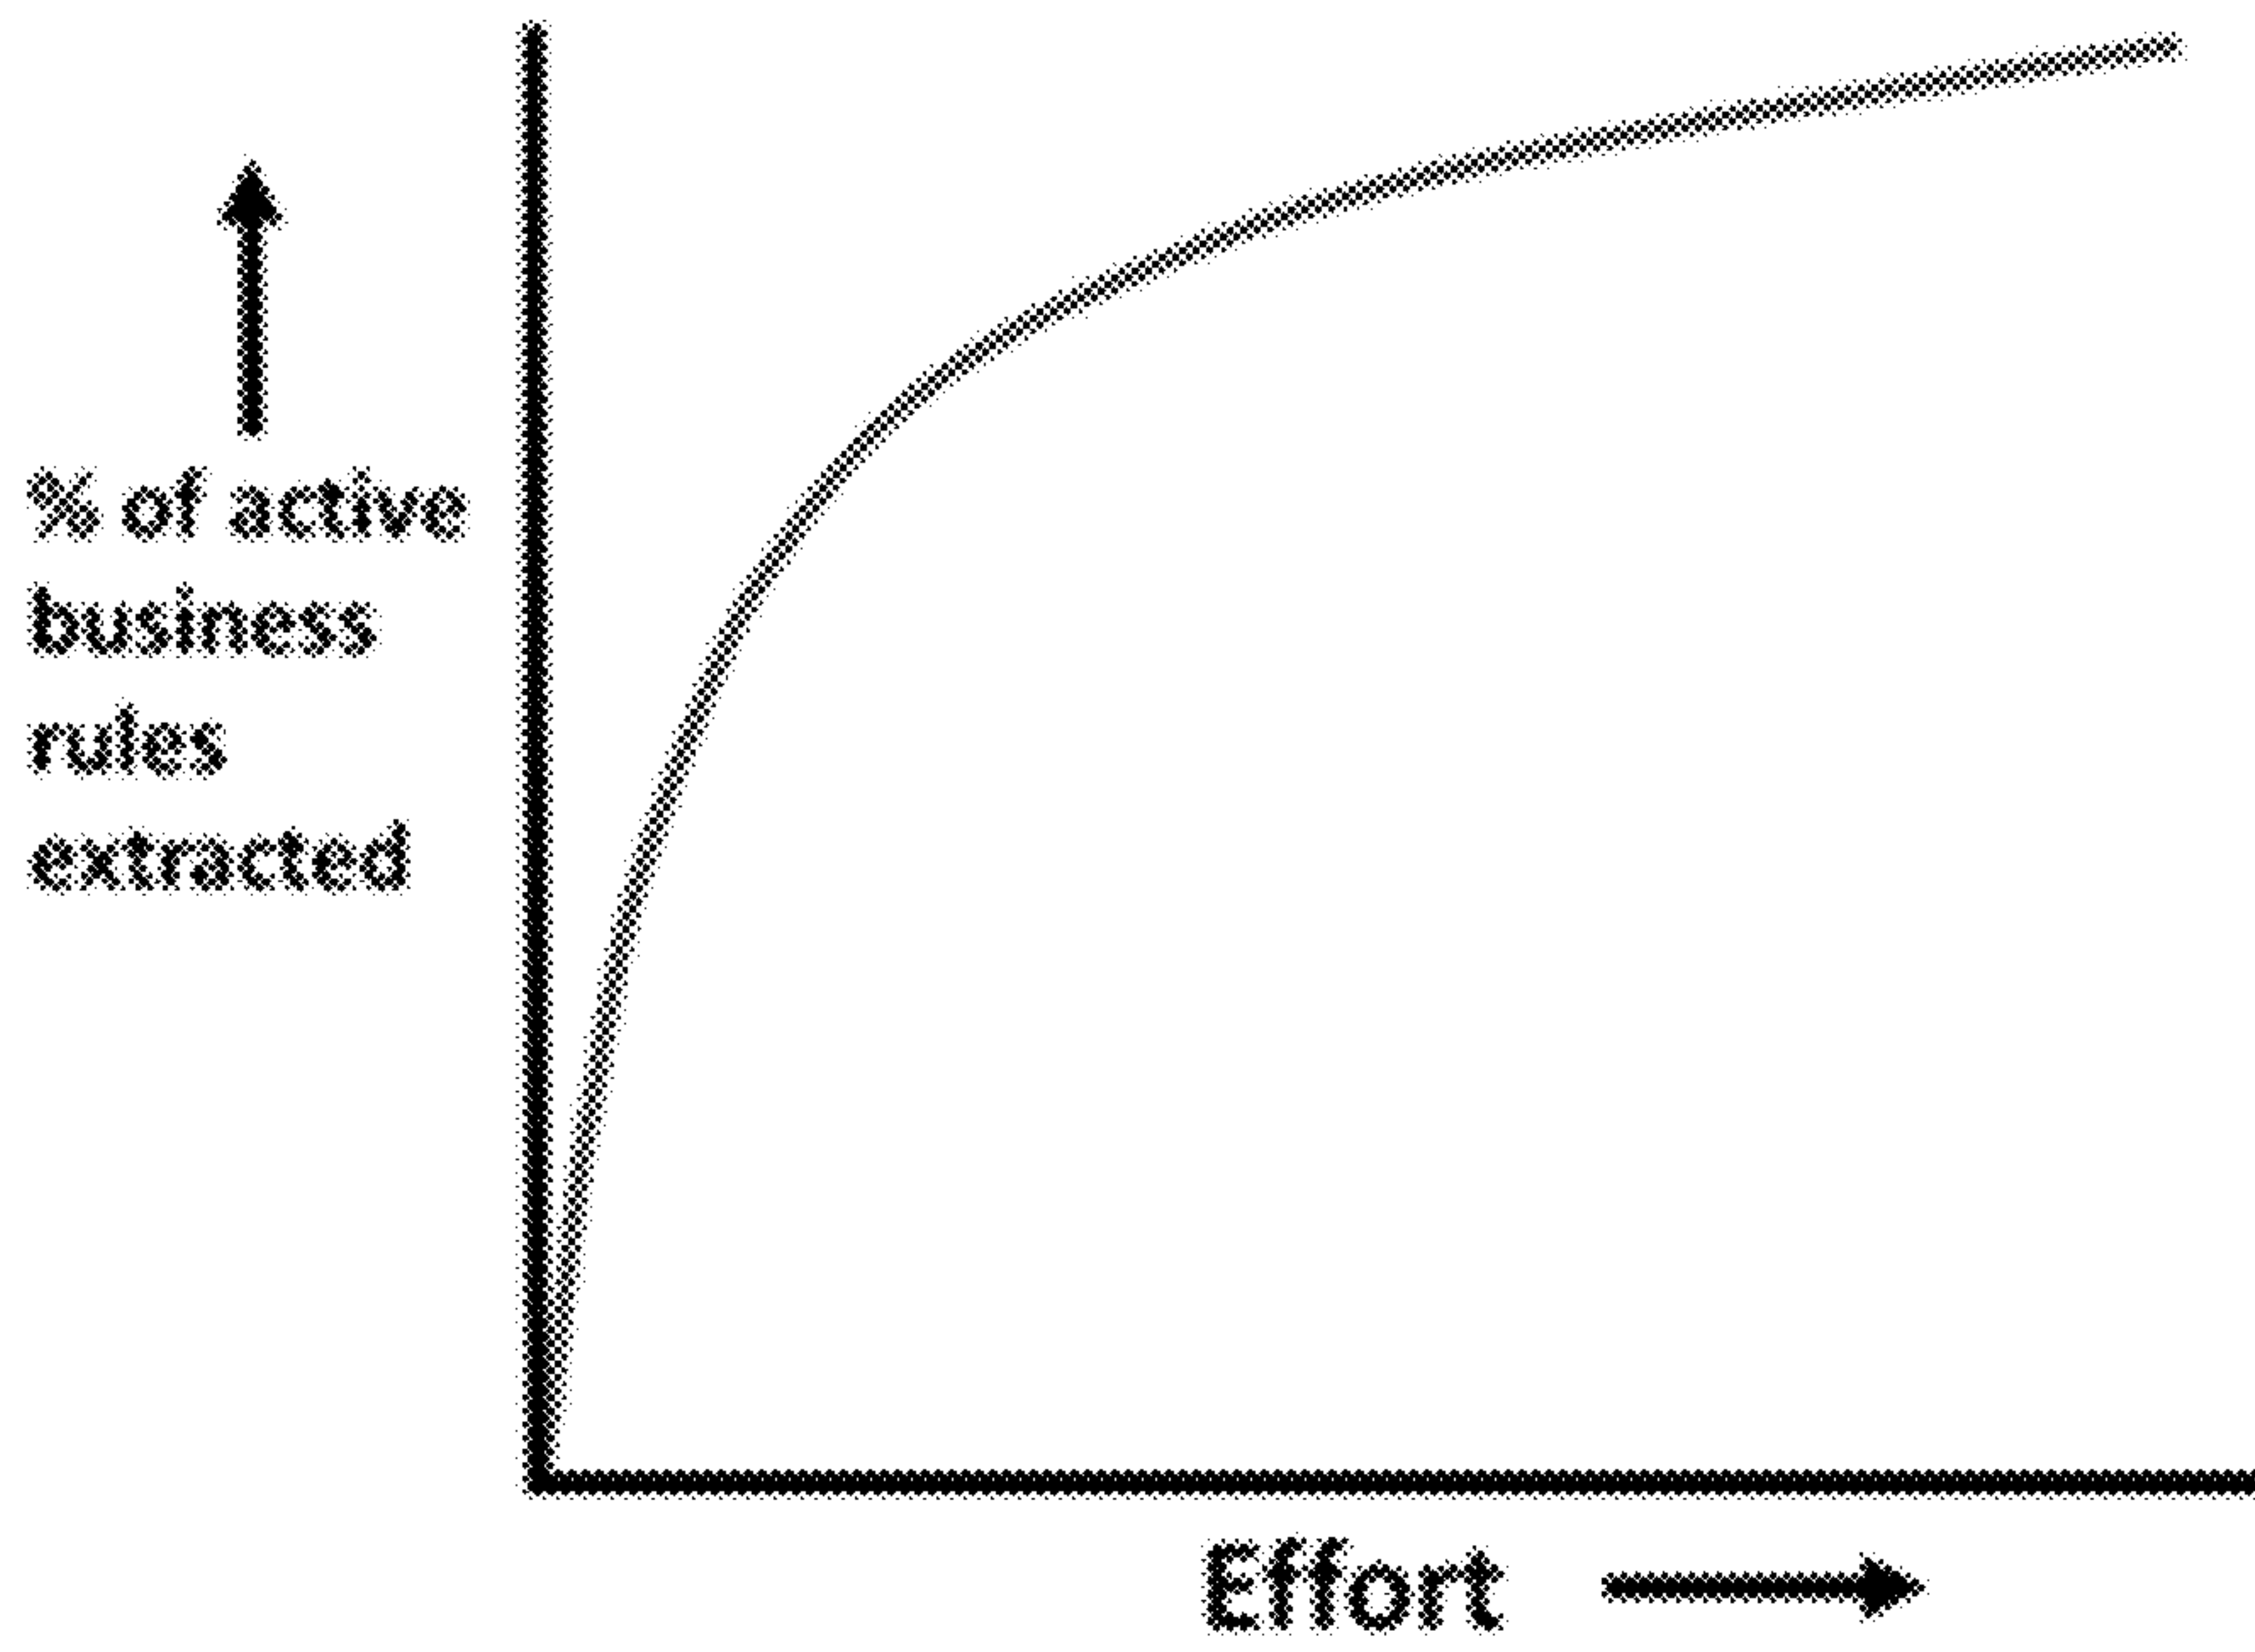 % of active
business
rules
extracted
Effort